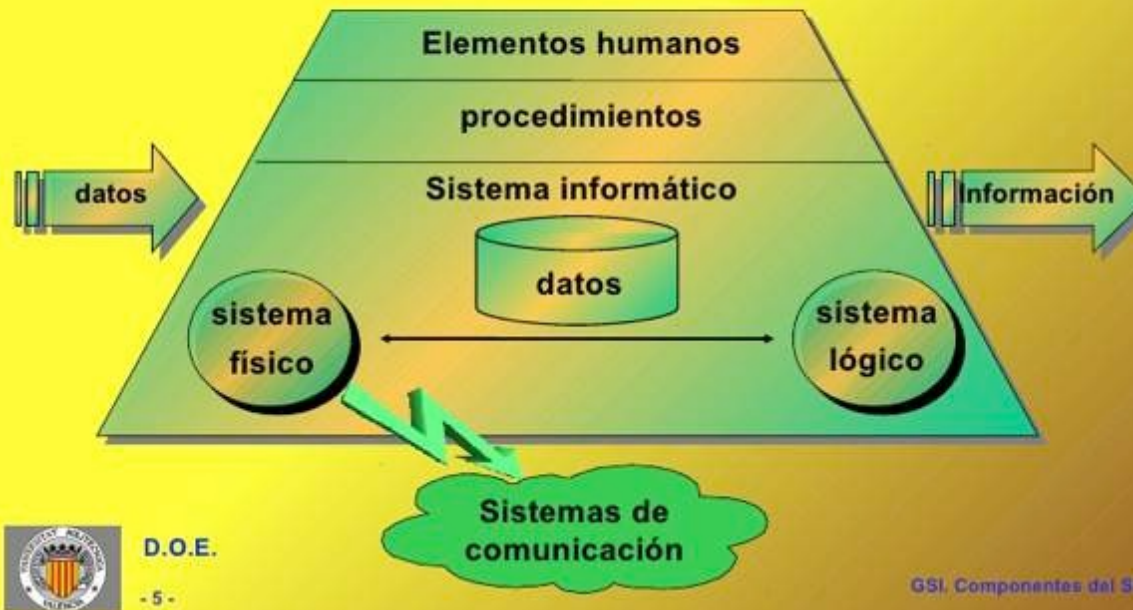 Elementos humanos
procedimientos
datos
Sistema informático
Información
datos
sistema
físico
sistema
lógico
Sistemas de
comunicación
D.O.E.
- 5 -
GSI. Componentes del S